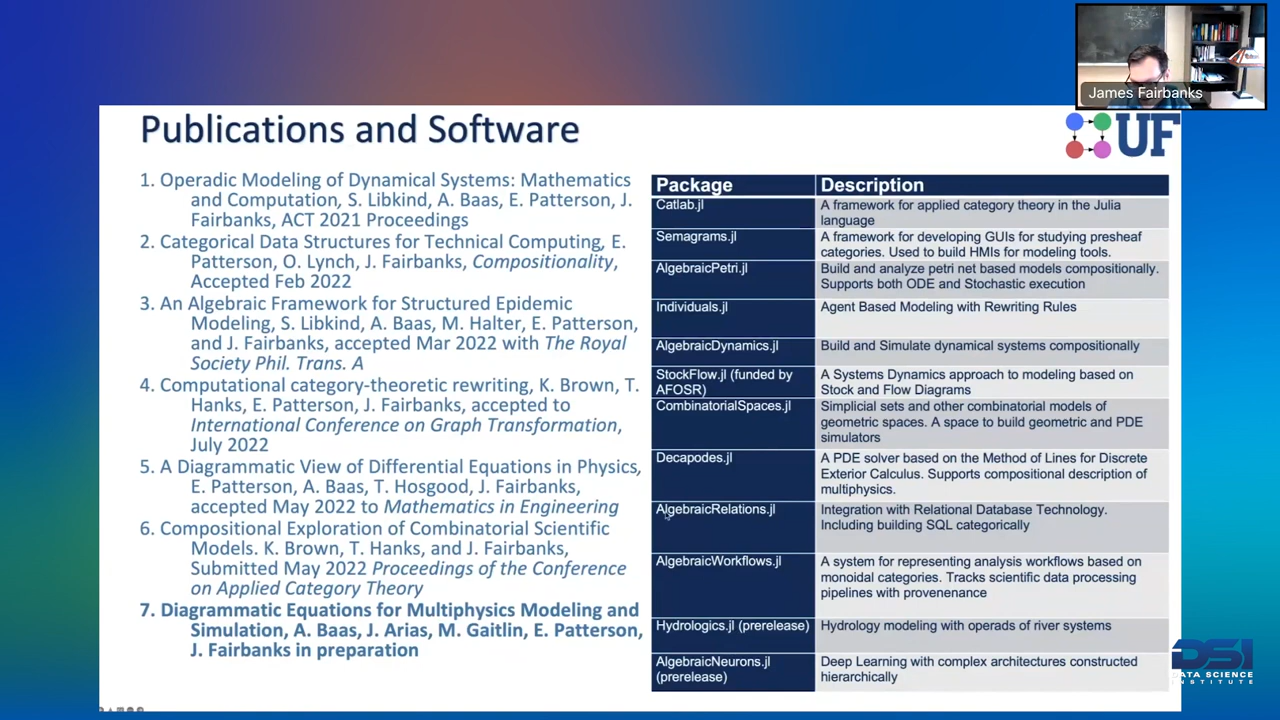 James Fairbanks
Publications and Software
UF
1. Operadic Modeling of Dynamical Systems: Mathematics
and Computation, S. Libkind, A. Baas, E. Patterson, J.
Fairbanks, ACT 2021 Proceedings
2. Categorical Data Structures for Technical Computing, E.
Patterson, O. Lynch, J. Fairbanks, Compositionality,
Accepted Feb 2022
3. An Algebraic Framework for Structured Epidemic
Modeling, S. Libkind, A. Baas, M. Halter, E. Patterson,
and J. Fairbanks, accepted Mar 2022 with The Royal
Society Phil. Trans. A
4. Computational category-theoretic rewriting, K. Brown, T.
Hanks, E. Patterson, J. Fairbanks, accepted to
International Conference on Graph Transformation,
July 2022
5. A Diagrammatic View of Differential Equations in Physics,
E. Patterson, A. Baas, T. Hosgood, J. Fairbanks,
accepted May 2022 to Mathematics in Engineering
6. Compositional Exploration of Combinatorial Scientific
Models. K. Brown, T. Hanks, and J. Fairbanks,
Submitted May 2022 Proceedings of the Conference
on Applied Category Theory
7. Diagrammatic Equations for Multiphysics Modeling and
Simulation, A. Baas, J. Arias, M. Gaitlin, E. Patterson,
J. Fairbanks in preparation
Package Description
Catlab.jl A framework for applied category theory in the Julia
language
Semagrams.jl A framework for developing GUIs for studying presheaf
categories. Used to build HMIs for modeling tools.
AlgebraicPetri.jl Build and analyze petri net based models compositionally.
Supports both ODE and Stochastic execution
Individuals.jl Agent Based Modeling with Rewriting Rules
AlgebraicDynamics.jl Build and Simulate dynamical systems compositionally
StockFlow.jl (funded by A Systems Dynamics approach to modeling based on
AFOSR) Stock and Flow Diagrams
CombinatorialSpaces.jl Simplicial sets and other combinatorial models of
geometric spaces. A space to build geometric and PDE
simulators
Decapodes.jl A PDE solver based on the Method of Lines for Discrete
Exterior Calculus. Supports compositional description of
multiphysics.
AlgebraicRelations.jl Integration with Relational Database Technology.
Including building SQL categorically
AlgebraicWorkflows.jl A system for representing analysis workflows based on
monoidal categories. Tracks scientific data processing
pipelines with provenenance
Hydrologics.jl (prerelease) Hydrology modeling with operads of river systems
AlgebraicNeurons.jl Deep Learning with complex architectures constructed
(prerelease) hierarchically
DSI
DATA SCIENCE
INSTITUTE